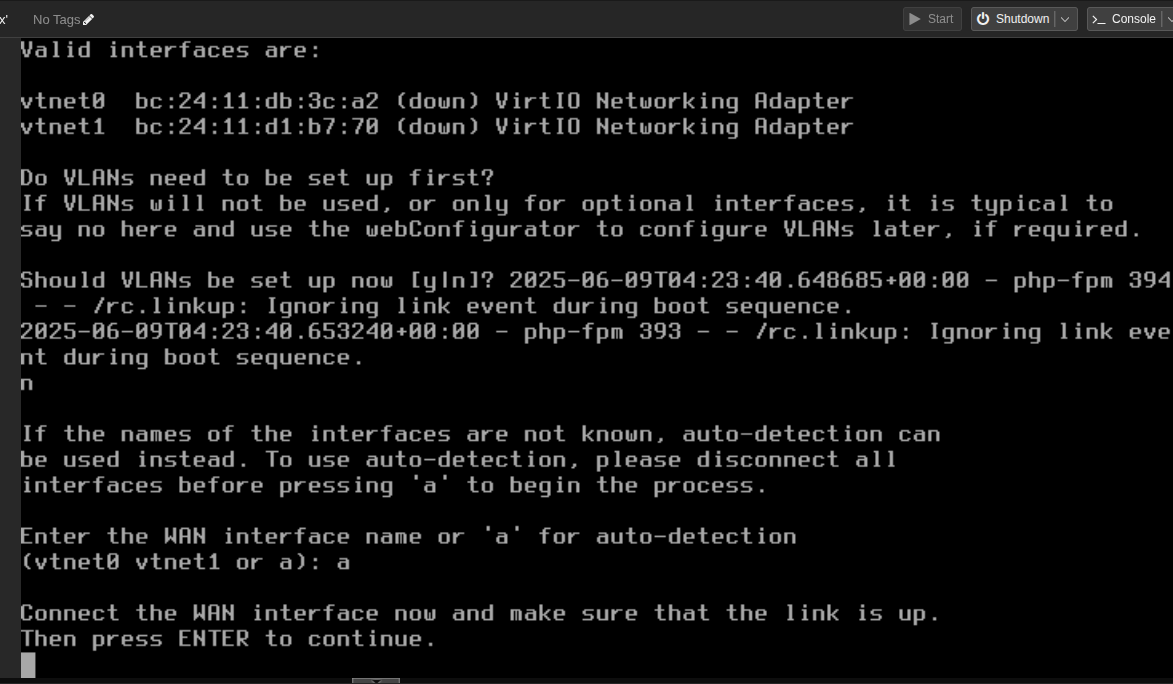 x' No Tags Start Shutdown >_ Console
Valid interfaces are:
vtnet0 bc:24:11:db:3c:a2 (down) VirtIO Networking Adapter
vtnet1 bc:24:11:d1:b7:70 (down) VirtIO Networking Adapter
Do VLANs need to be set up first?
If VLANs will not be used, or only for optional interfaces, it is typical to
say no here and use the webConfigurator to configure VLANs later, if required.
Should VLANs be set up now [y|n]? 2025-06-09T04:23:40.648685+00:00 - php-fpm 394
- - /rc.linkup: Ignoring link event during boot sequence.
2025-06-09T04:23:40.653240+00:00 - php-fpm 393 - - /rc.linkup: Ignoring link eve
nt during boot sequence.
n
If the names of the interfaces are not known, auto-detection can
be used instead. To use auto-detection, please disconnect all
interfaces before pressing 'a' to begin the process.
Enter the WAN interface name or 'a' for auto-detection
(vtnet0 vtnet1 or a): a
Connect the WAN interface now and make sure that the link is up.
Then press ENTER to continue.